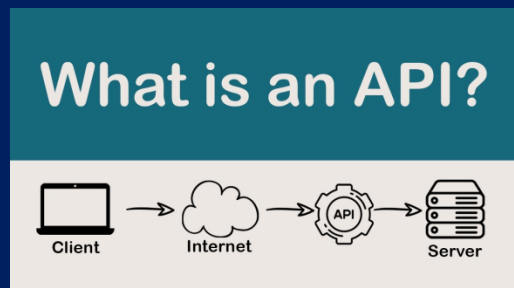 What is an API?
API
Client
Internet
Server